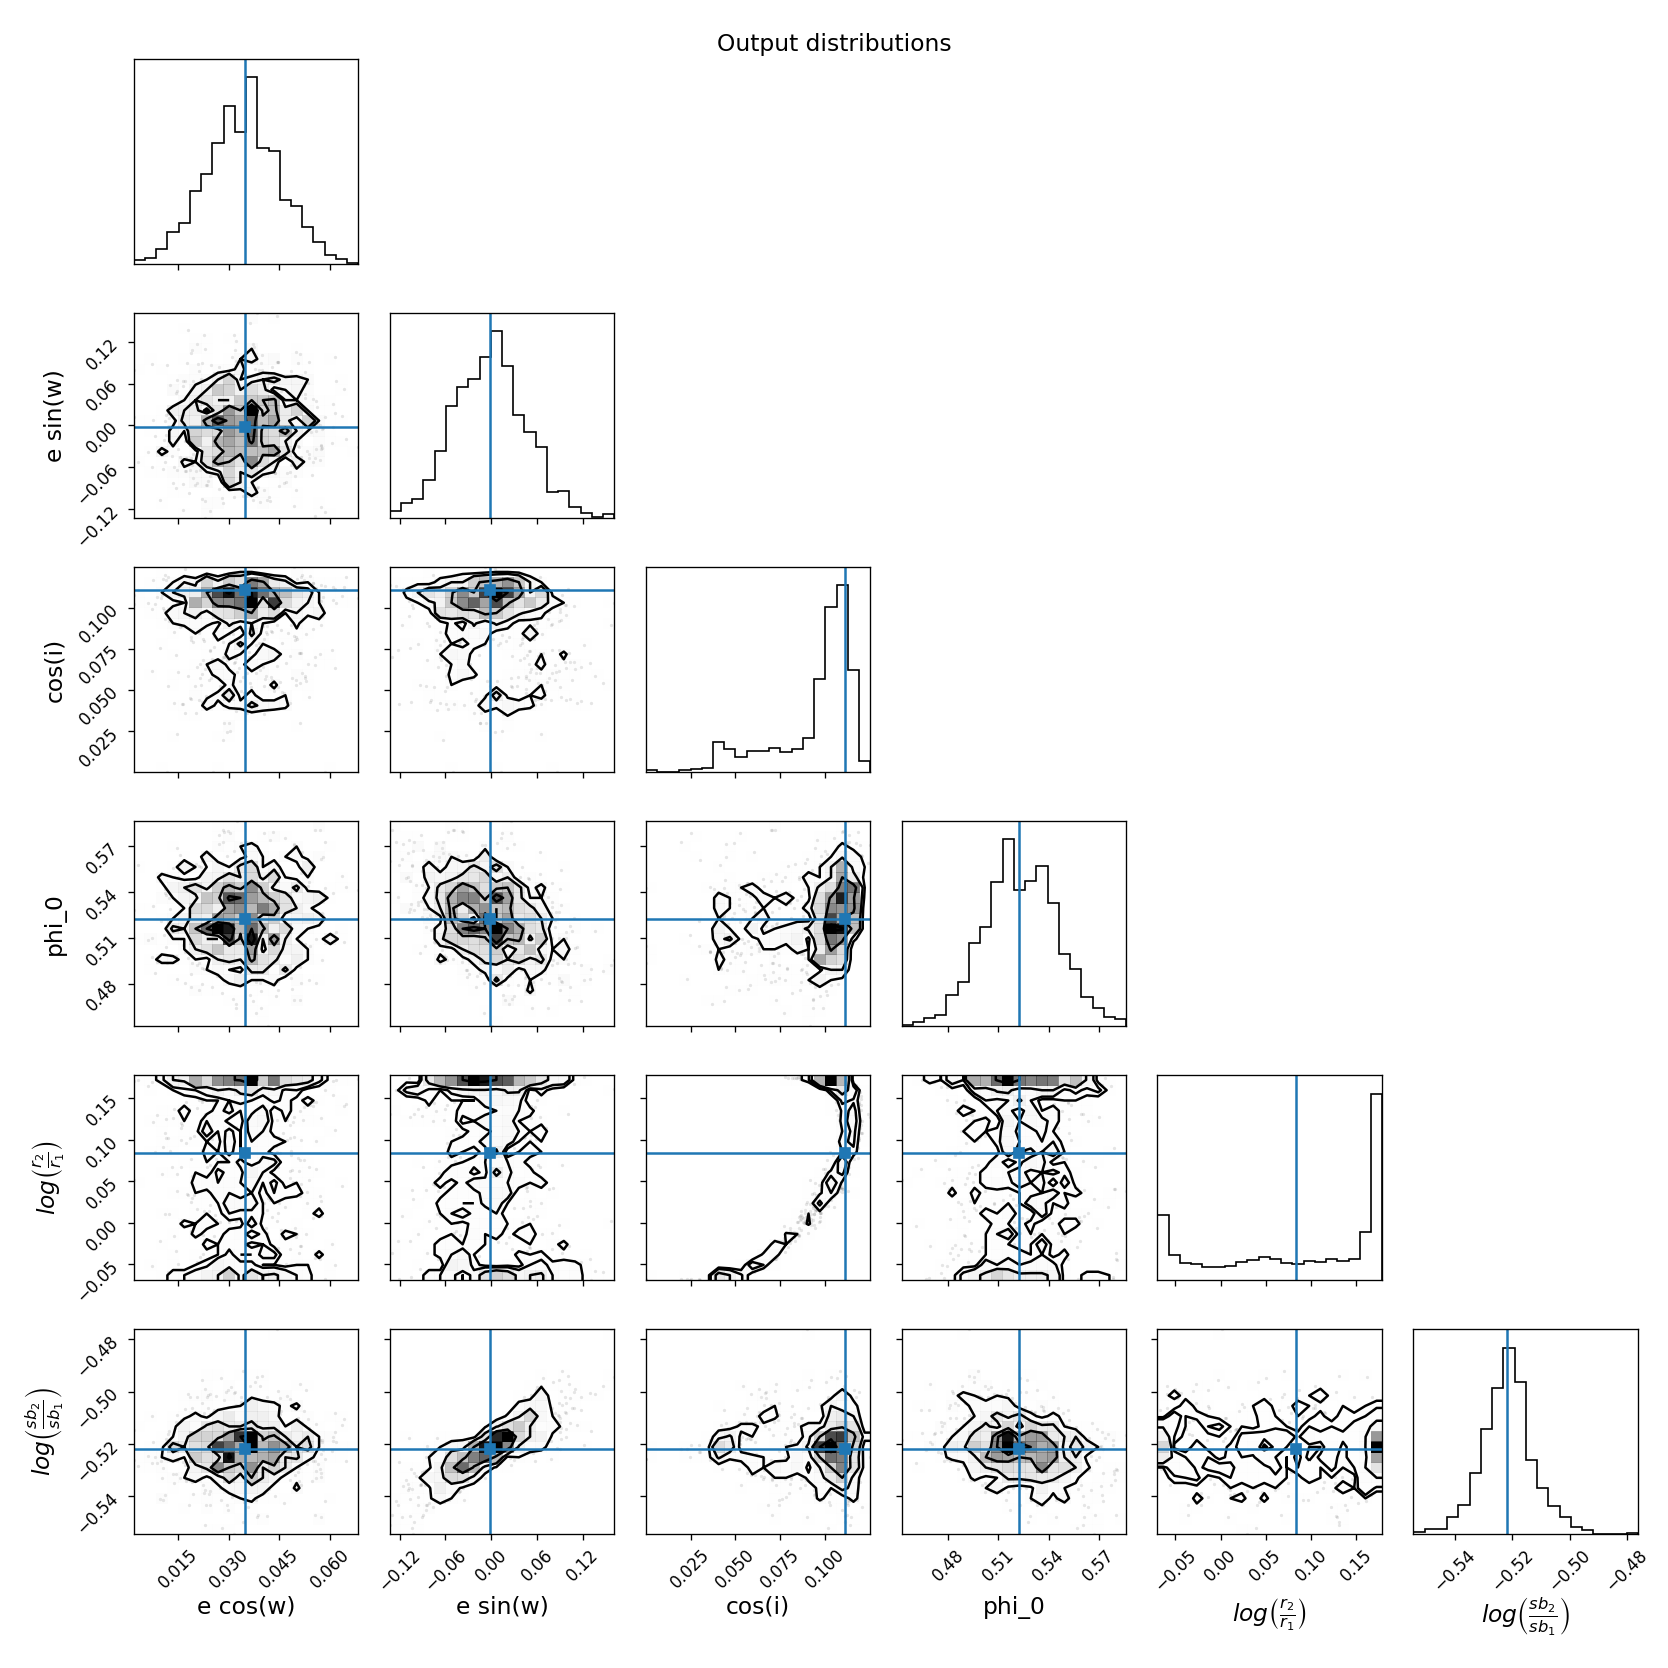 Output distributions
0.12
0.06
0.00
−0.06
−0.12
e sin(w)
0.100
0.075
0.050
0.025
cos(i)
0.57
0.54
0.51
0.48
phi_0
0.15
0.10
0.05
0.00
−0.05
log(r₂/r₁)
−0.48
−0.50
−0.52
−0.54
log(sb₂/sb₁)
0.015 0.030 0.045 0.060 −0.12 −0.06 0.00 0.06 0.12 0.025 0.050 0.075 0.100 0.48 0.51 0.54 0.57 −0.05 0.00 0.05 0.10 0.15 −0.54 −0.52 −0.50 −0.48
e cos(w) e sin(w) cos(i) phi_0 log(r₂/r₁) log(sb₂/sb₁)